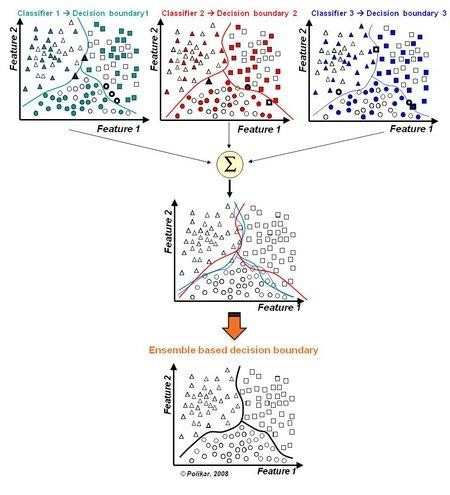 Classifier 1 → Decision boundary1
Classifier 2 → Decision boundary 2
Classifier 3 → Decision boundary 3
Feature 2
Feature 1
Feature 2
Feature 1
Feature 2
Feature 1
Σ
Feature 2
Feature 1
Ensemble based decision boundary
Feature 2
Feature 1
© Polikar, 2008